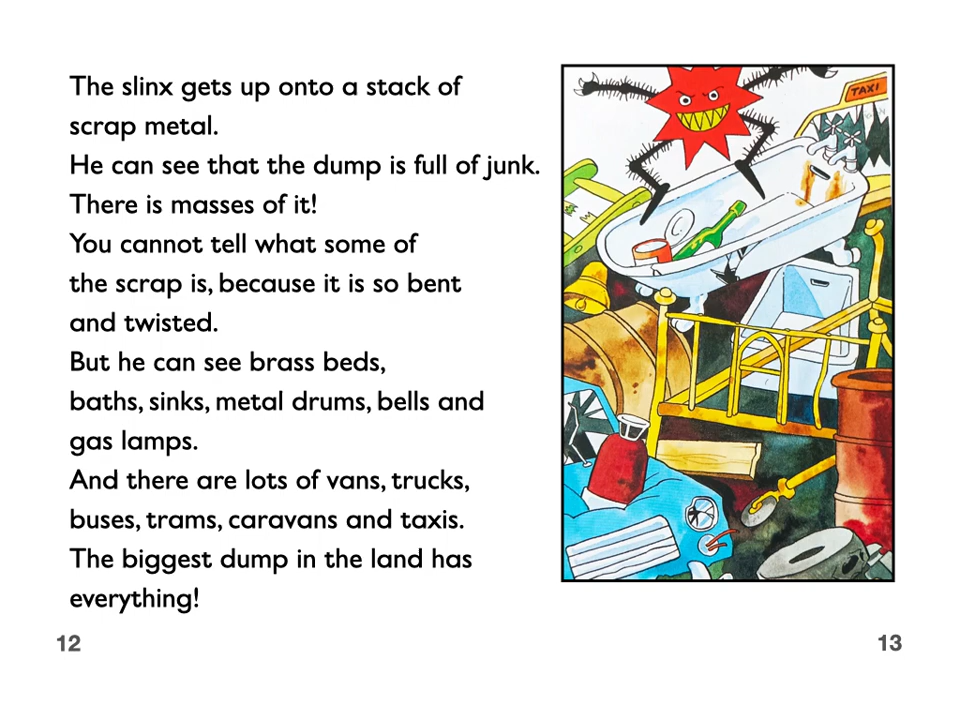 The slinx gets up onto a stack of
scrap metal.
He can see that the dump is full of junk.
There is masses of it!
You cannot tell what some of
the scrap is, because it is so bent
and twisted.
But he can see brass beds,
baths, sinks, metal drums, bells and
gas lamps.
And there are lots of vans, trucks,
buses, trams, caravans and taxis.
The biggest dump in the land has
everything!
TAXI
12
13